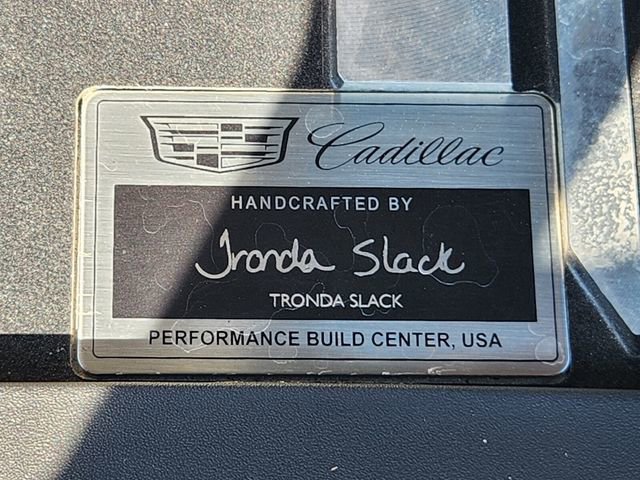 Cadillac
HANDCRAFTED BY
Tronda Slack
TRONDA SLACK
PERFORMANCE BUILD CENTER, USA